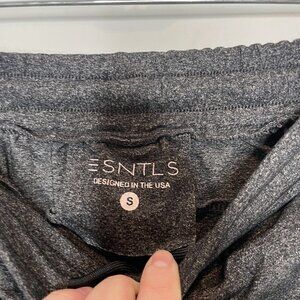 ESNTLS
DESIGNED IN THE USA
S